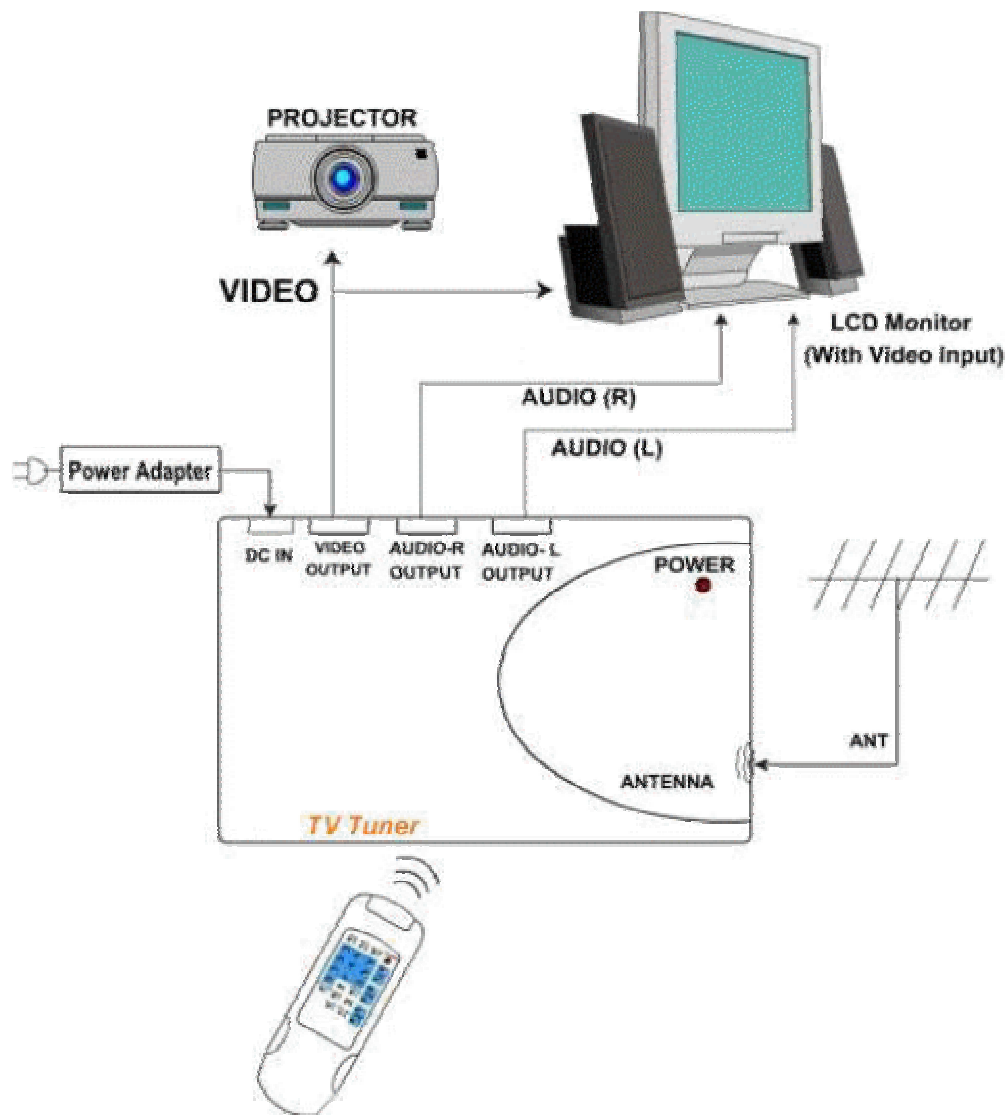 PROJECTOR
VIDEO
LCD Monitor
(With Video Input)
AUDIO (R)
AUDIO (L)
Power Adapter
DC IN
VIDEO
OUTPUT
AUDIO-R
OUTPUT
AUDIO- L
OUTPUT
POWER
ANT
ANTENNA
TV Tuner